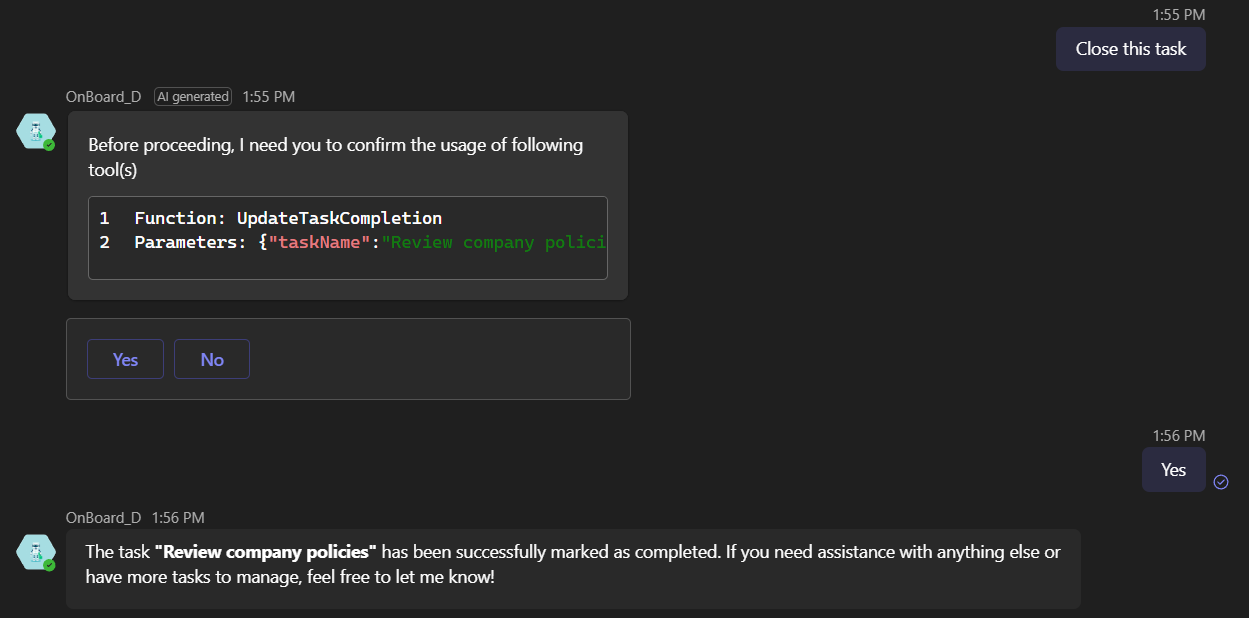 1:55 PM
Close this task
OnBoard_D AI generated 1:55 PM
Before proceeding, I need you to confirm the usage of following
tool(s)
1 Function: UpdateTaskCompletion
2 Parameters: {"taskName":"Review company polici
Yes No
1:56 PM
Yes
OnBoard_D 1:56 PM
The task "Review company policies" has been successfully marked as completed. If you need assistance with anything else or
have more tasks to manage, feel free to let me know!